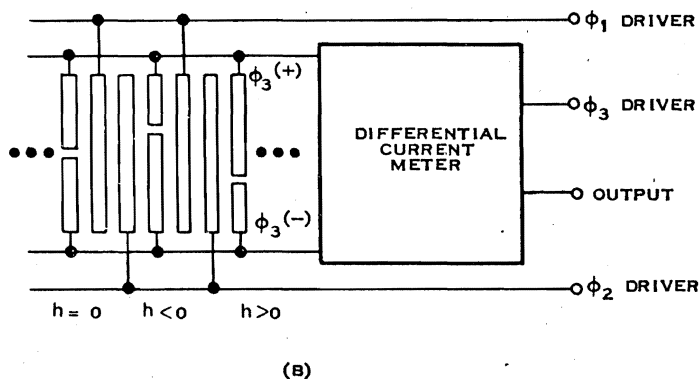 ϕ1 DRIVER
ϕ3(+)
ϕ3 DRIVER
DIFFERENTIAL
CURRENT
METER
OUTPUT
ϕ3(−)
ϕ2 DRIVER
h = 0
h < 0
h > 0
(B)